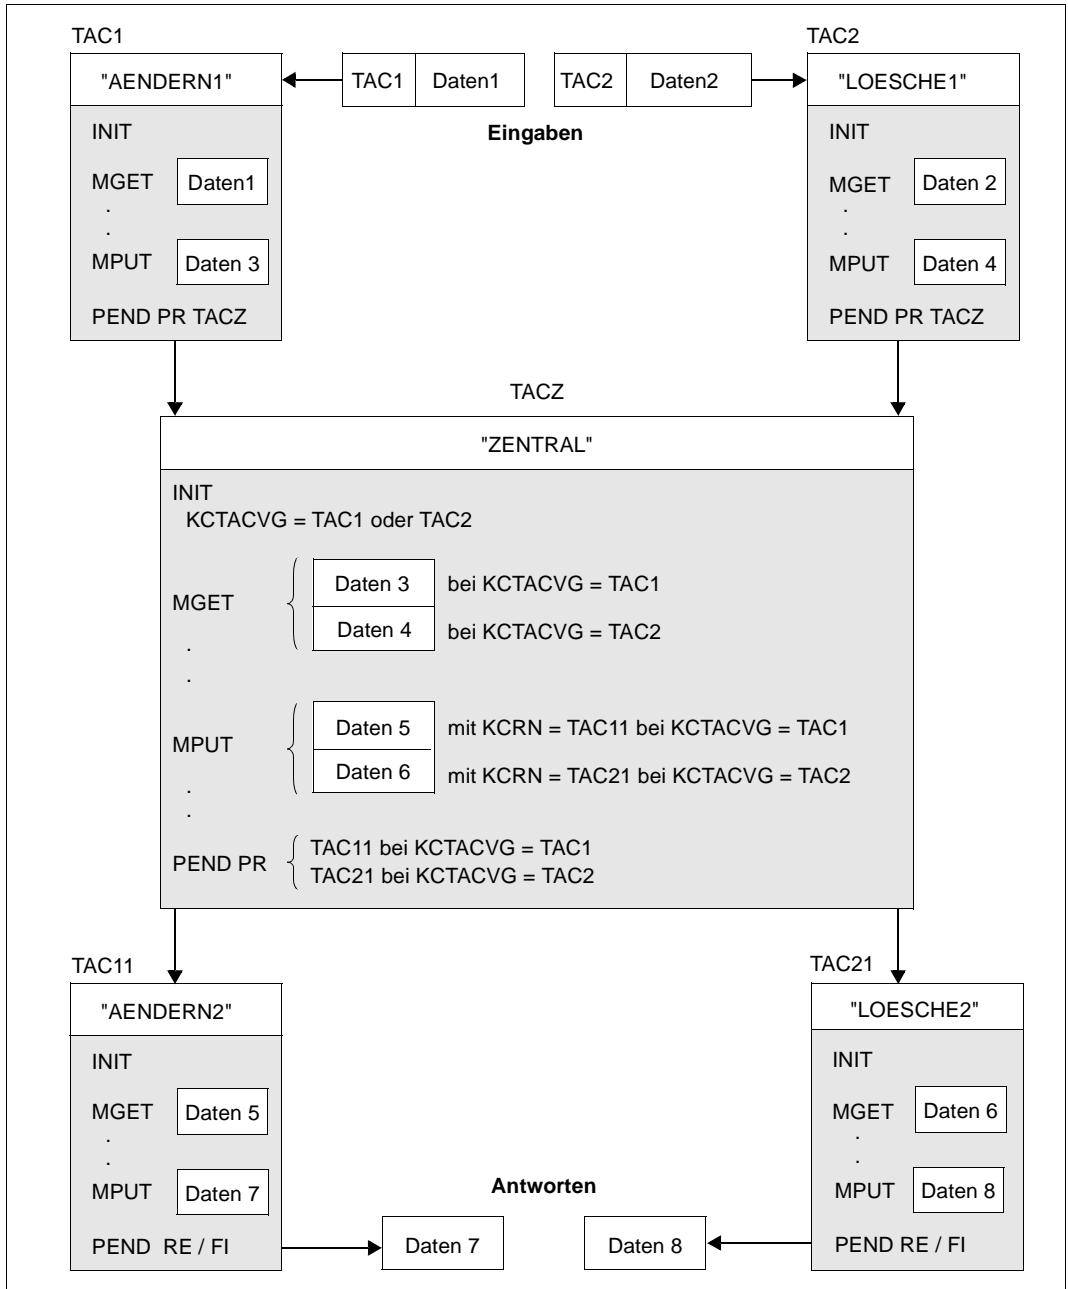 TAC1
TAC2
"AENDERN1"
TAC1 Daten1
TAC2 Daten2
"LOESCHE1"
Eingaben
INIT
MGET Daten1
.
.
MPUT Daten 3
PEND PR TACZ
INIT
MGET Daten 2
.
.
MPUT Daten 4
PEND PR TACZ
TACZ
"ZENTRAL"
INIT
KCTACVG = TAC1 oder TAC2
MGET
Daten 3 bei KCTACVG = TAC1
Daten 4 bei KCTACVG = TAC2
.
.
MPUT
Daten 5 mit KCRN = TAC11 bei KCTACVG = TAC1
Daten 6 mit KCRN = TAC21 bei KCTACVG = TAC2
.
.
PEND PR
TAC11 bei KCTACVG = TAC1
TAC21 bei KCTACVG = TAC2
TAC11
"AENDERN2"
INIT
MGET Daten 5
.
.
MPUT Daten 7
PEND RE / FI
TAC21
"LOESCHE2"
INIT
MGET Daten 6
.
.
MPUT Daten 8
PEND RE / FI
Antworten
Daten 7
Daten 8